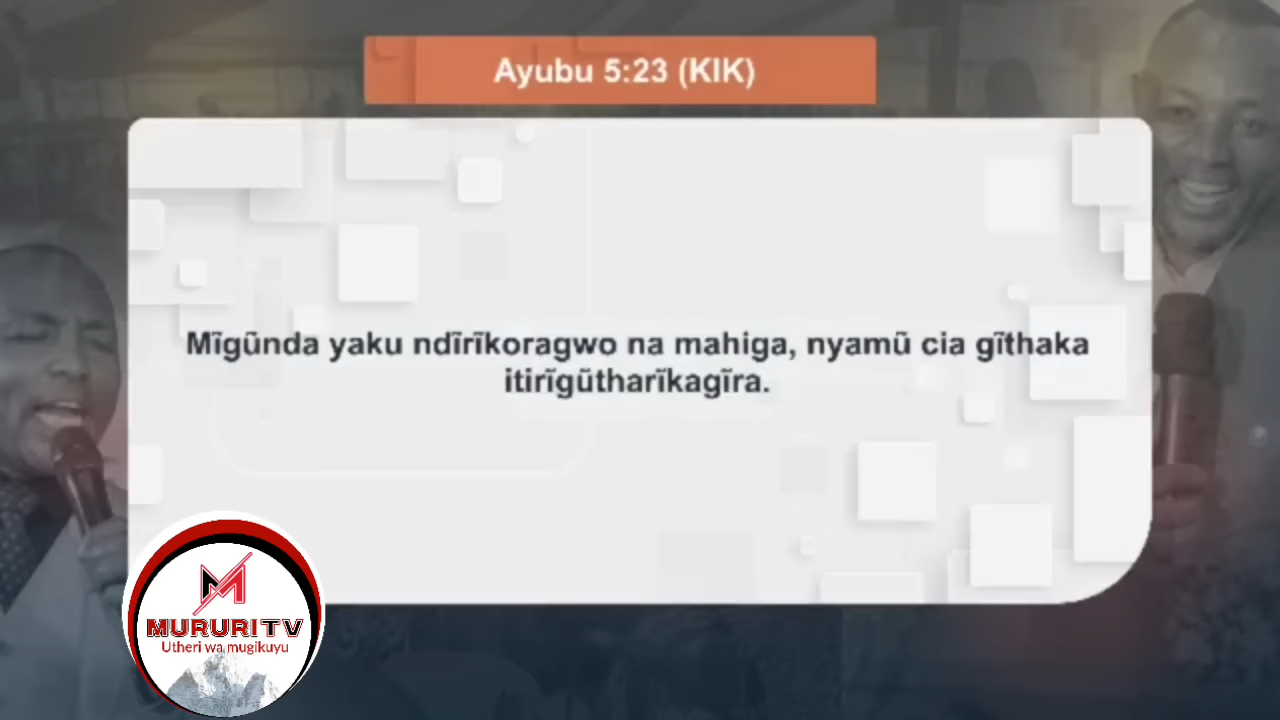 Ayubu 5:23 (KIK)
Mĩgũnda yaku ndĩrĩkoragwo na mahiga, nyamũ cia gĩthaka
itirĩgũtharĩkagĩra.
MURURI TV
Utheri wa mugikuyu